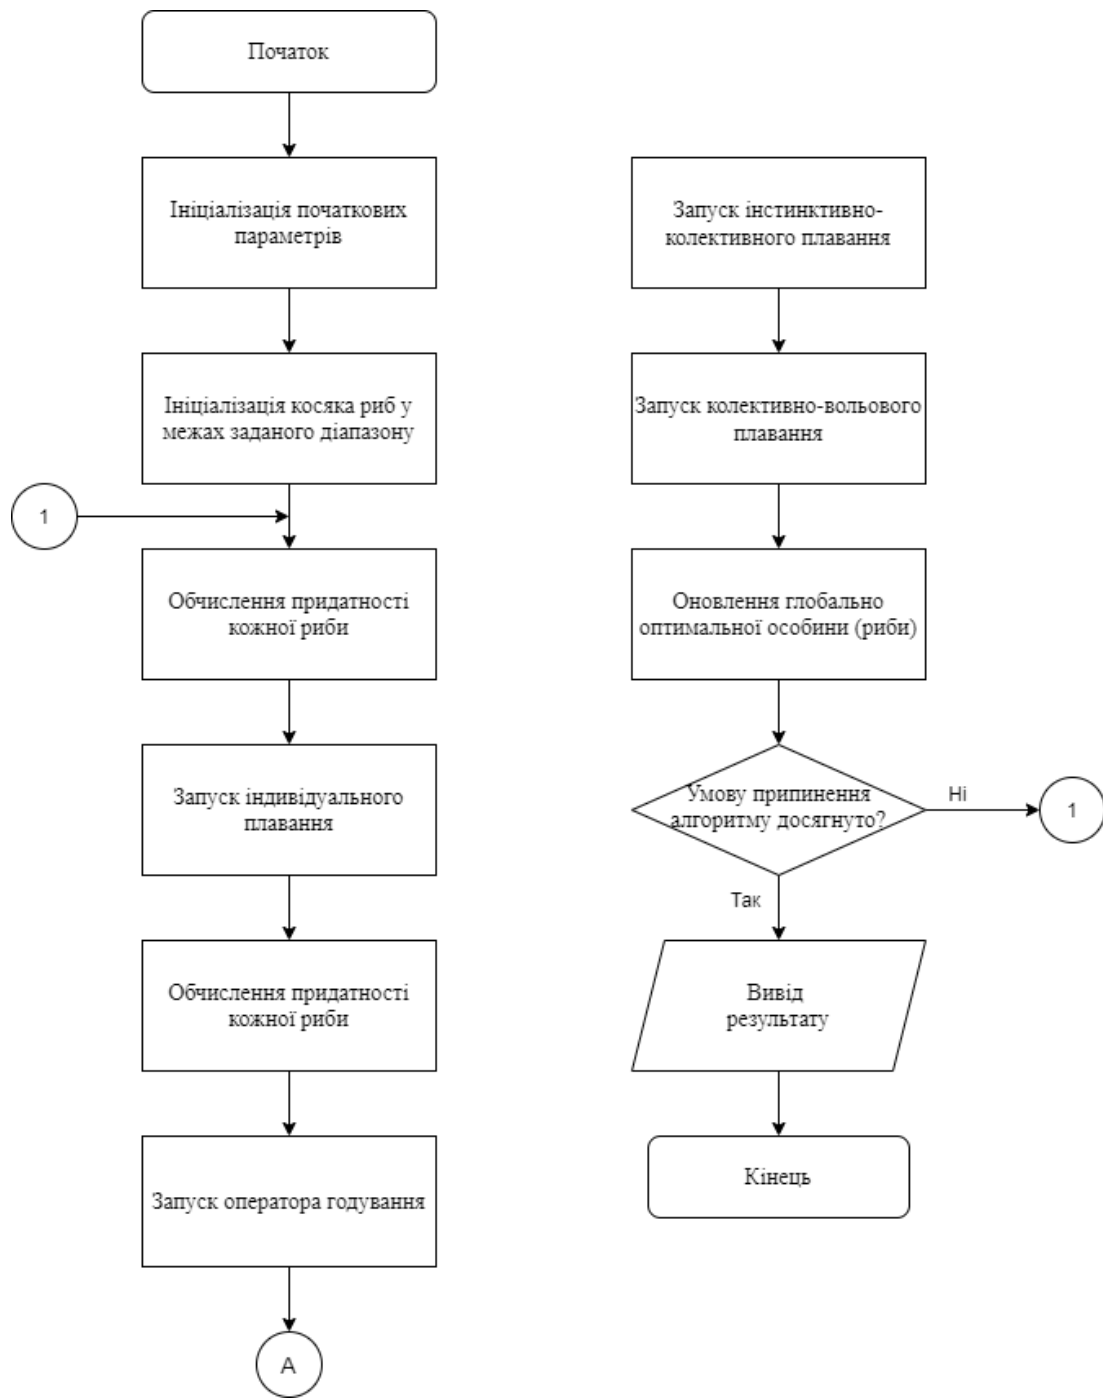 Початок
Ініціалізація початкових
параметрів
Ініціалізація косяка риб у
межах заданого діапазону
1
Обчислення придатності
кожної риби
Запуск індивідуального
плавання
Обчислення придатності
кожної риби
Запуск оператора годування
А
Запуск інстинктивно-
колективного плавання
Запуск колективно-вольового
плавання
Оновлення глобально
оптимальної особини (риби)
Умову припинення
алгоритму досягнуто?
Ні
1
Так
Вивід
результату
Кінець